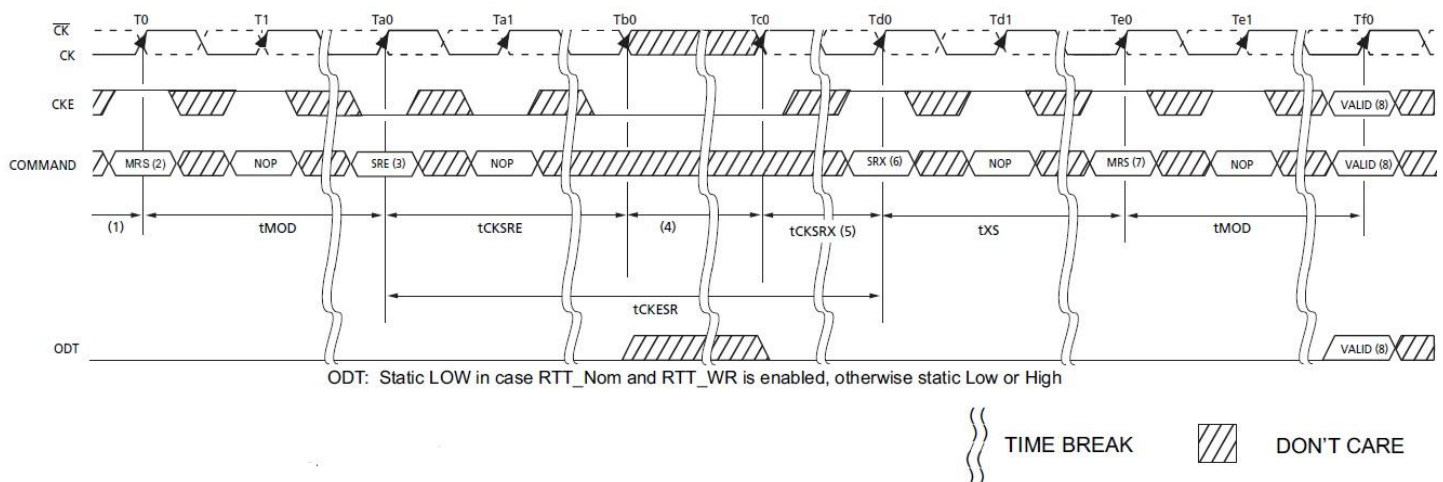 T0 T1 Ta0 Ta1 Tb0 Tc0 Td0 Td1 Te0 Te1 Tf0
CK
CK
CKE VALID (8)
COMMAND MRS (2) NOP SRE (3) NOP SRX (6) NOP MRS (7) NOP VALID (8)
(1) tMOD tCKSRE (4) tCKSRX (5) tXS tMOD
tCKESR
ODT VALID (8)
ODT: Static LOW in case RTT_Nom and RTT_WR is enabled, otherwise static Low or High
TIME BREAK DON'T CARE